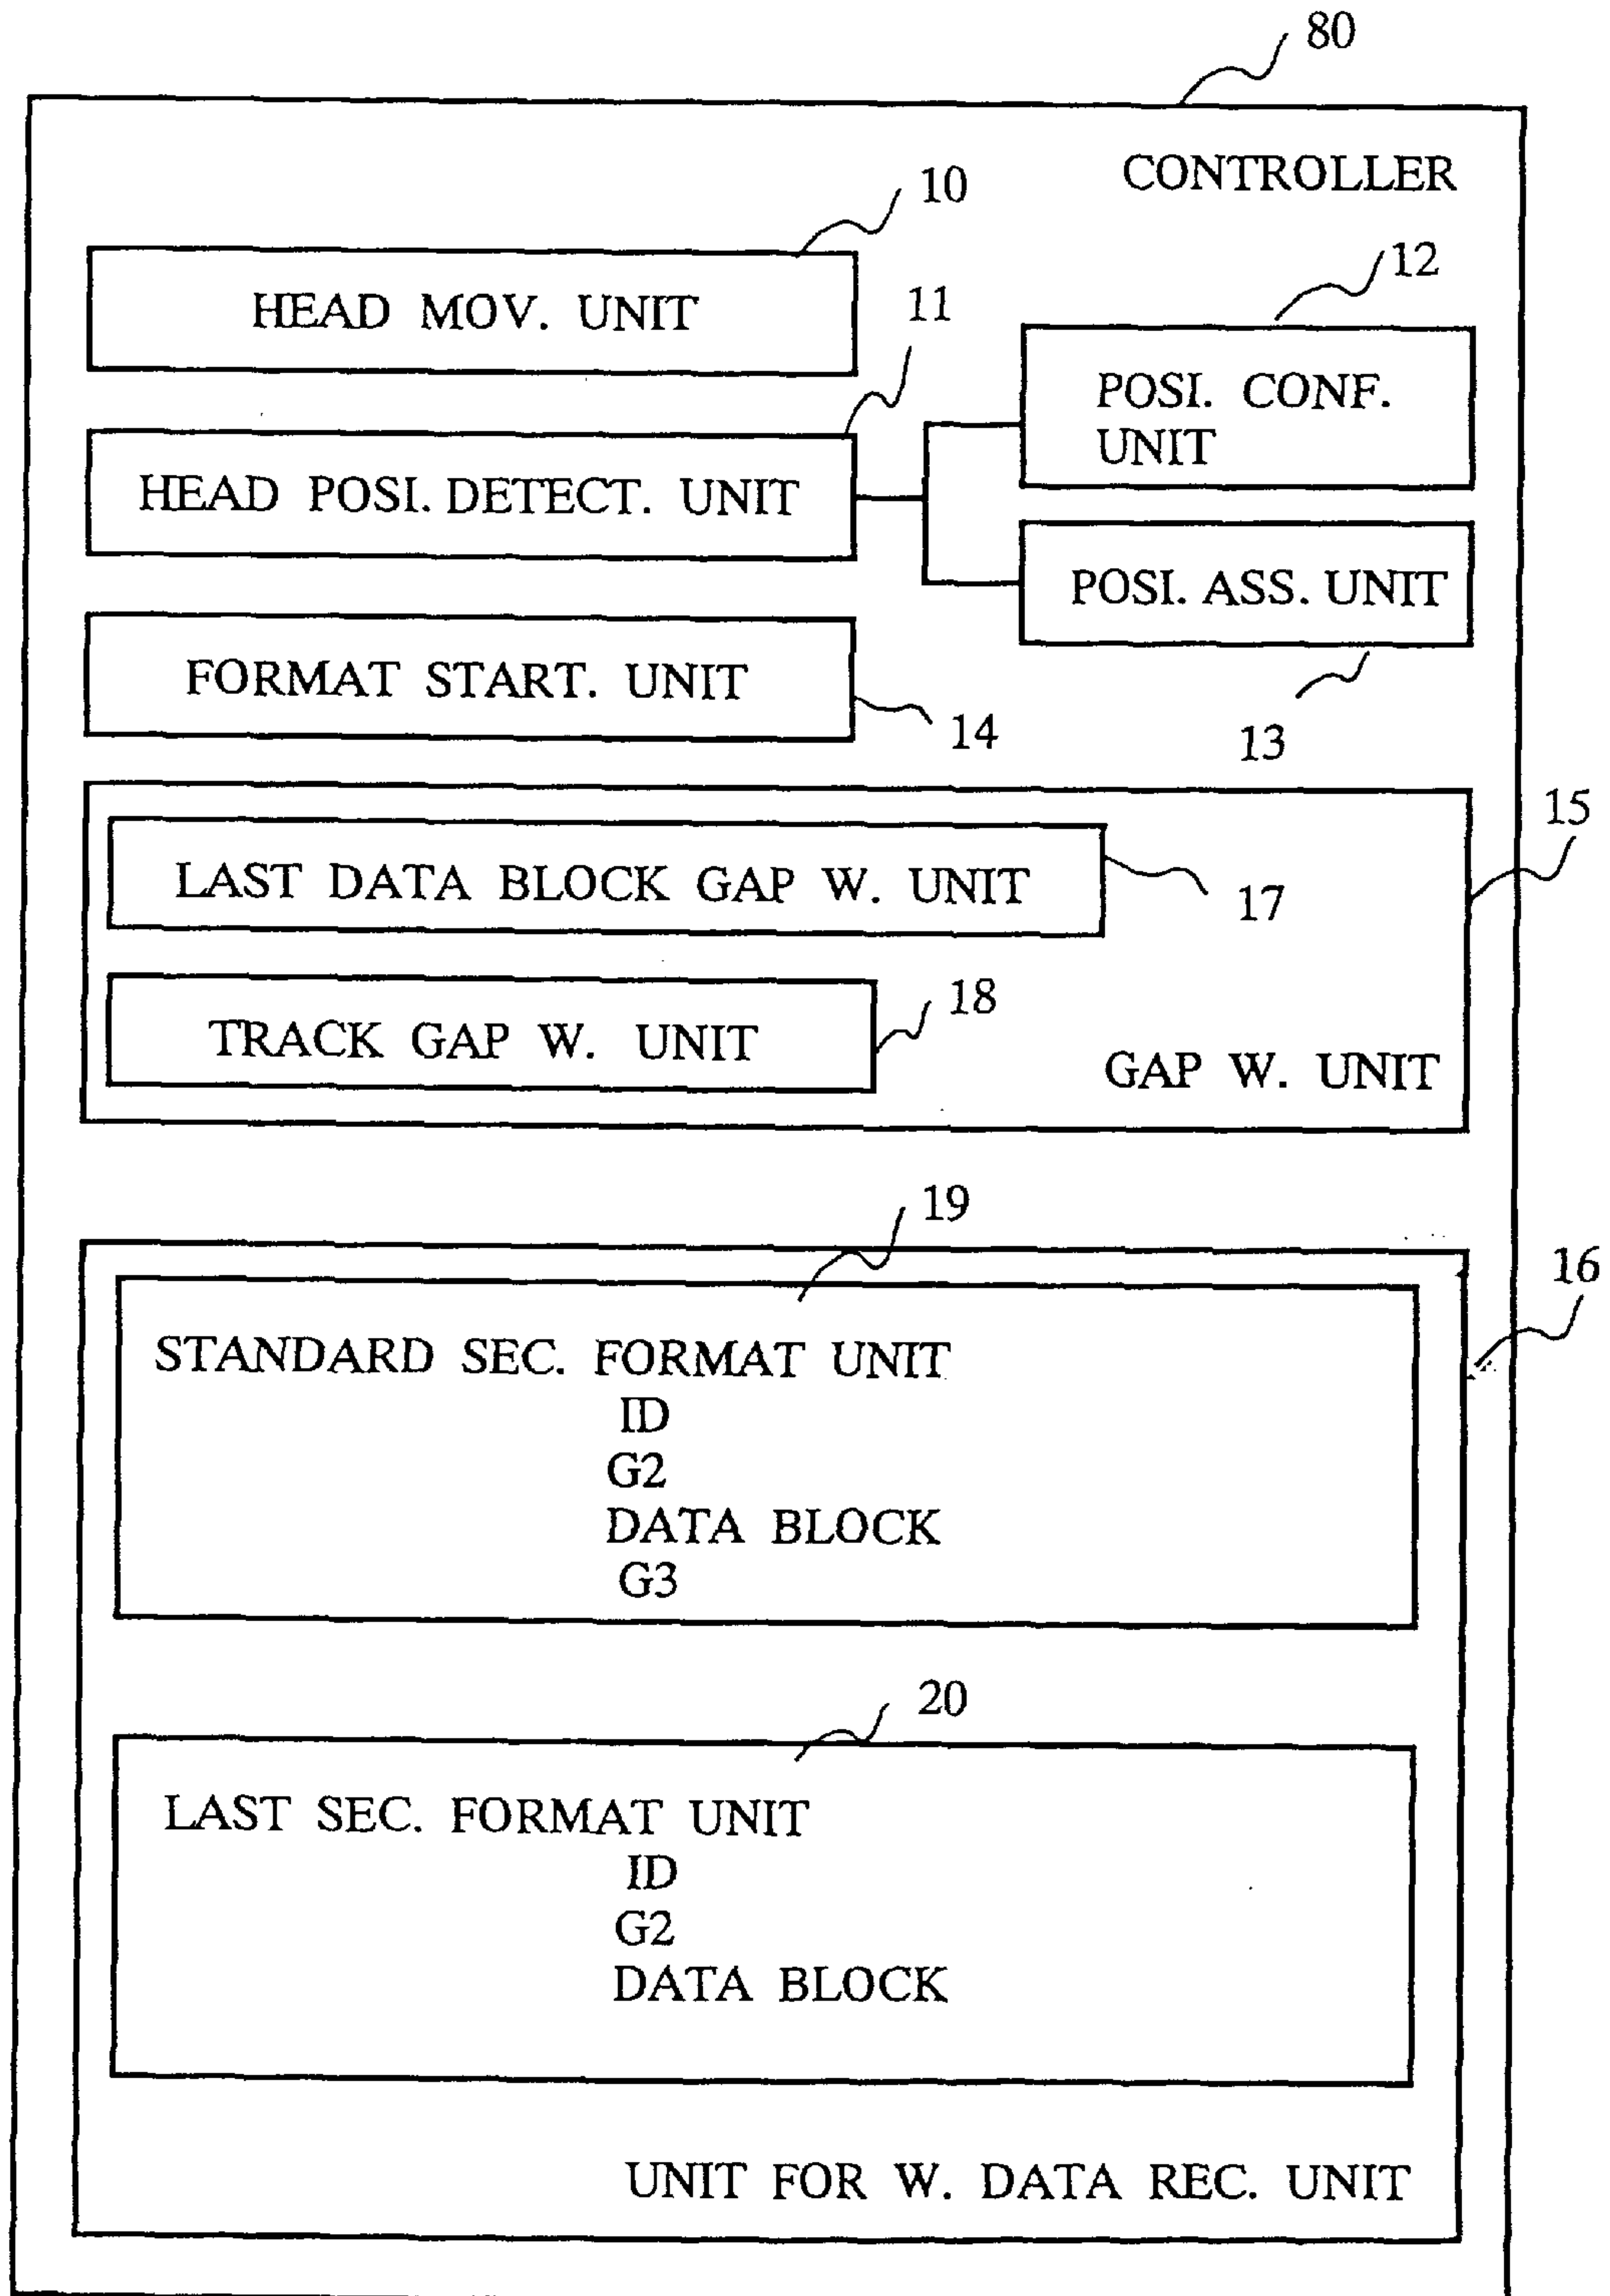 80
CONTROLLER
10
HEAD MOV. UNIT
12
11
POSI. CONF.
UNIT
HEAD POSI. DETECT. UNIT
POSI. ASS. UNIT
FORMAT START. UNIT
14
13
15
LAST DATA BLOCK GAP W. UNIT
17
18
TRACK GAP W. UNIT
GAP W. UNIT
19
16
STANDARD SEC. FORMAT UNIT
ID
G2
DATA BLOCK
G3
20
LAST SEC. FORMAT UNIT
ID
G2
DATA BLOCK
UNIT FOR W. DATA REC. UNIT